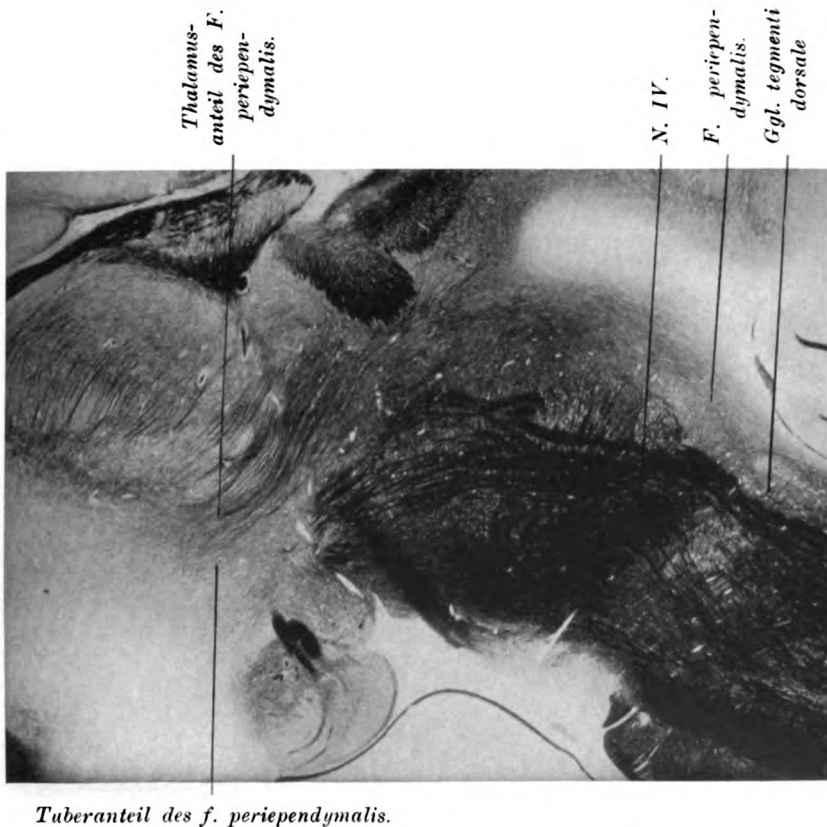 Thalamus-
anteil des F.
periepen-
dymalis.
N. IV.
F. periepen-
dymalis.
Ggl. tegmenti
dorsale
Tuberanteil des f. periependymalis.